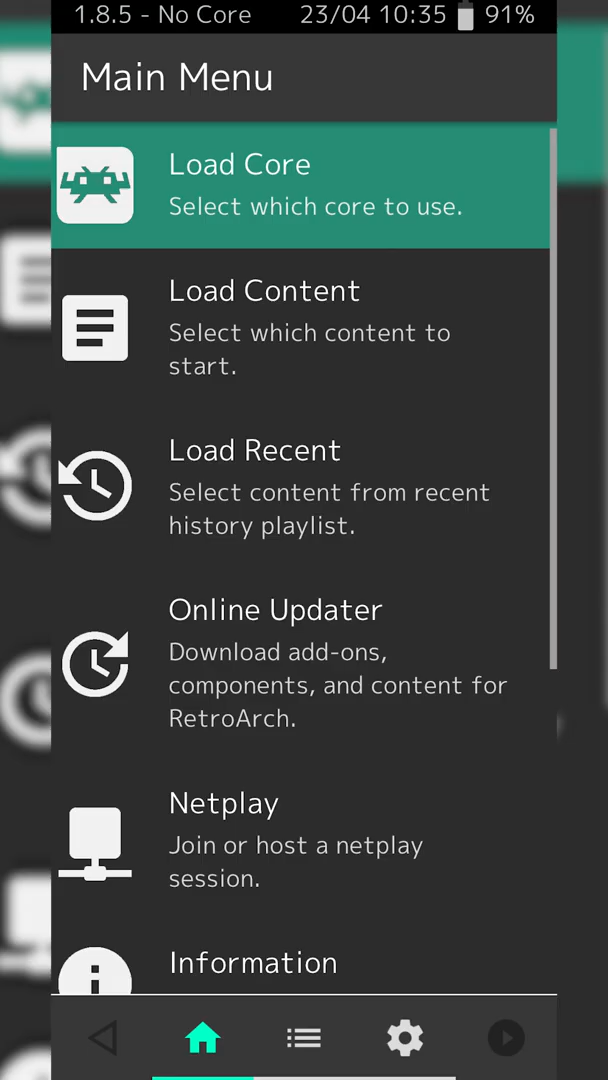 1.8.5 - No Core 23/04 10:35 91%
Main Menu
Load Core
Select which core to use.
Load Content
Select which content to
start.
Load Recent
Select content from recent
history playlist.
Online Updater
Download add-ons,
components, and content for
RetroArch.
Netplay
Join or host a netplay
session.
Information